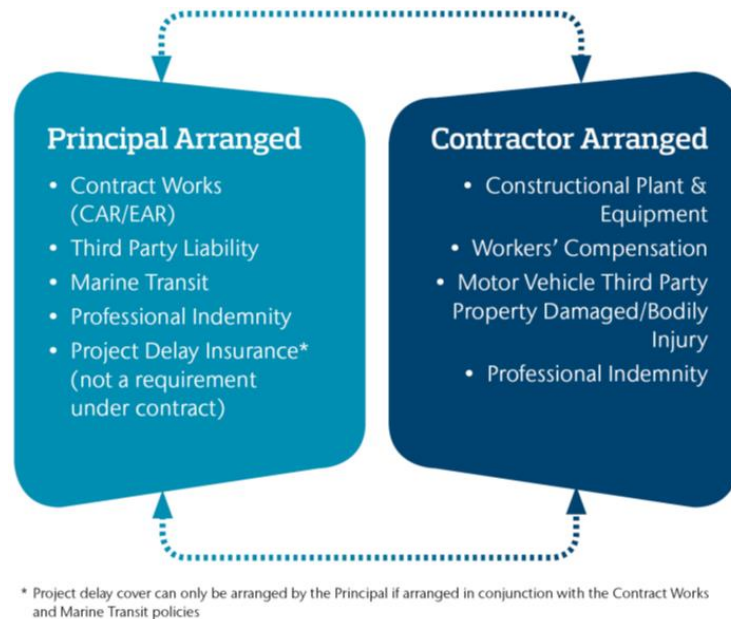 Principal Arranged
• Contract Works
(CAR/EAR)
• Third Party Liability
• Marine Transit
• Professional Indemnity
• Project Delay Insurance*
(not a requirement
under contract)
Contractor Arranged
• Constructional Plant &
Equipment
• Workers’ Compensation
• Motor Vehicle Third Party
Property Damaged/Bodily
Injury
• Professional Indemnity
* Project delay cover can only be arranged by the Principal if arranged in conjunction with the Contract Works
and Marine Transit policies